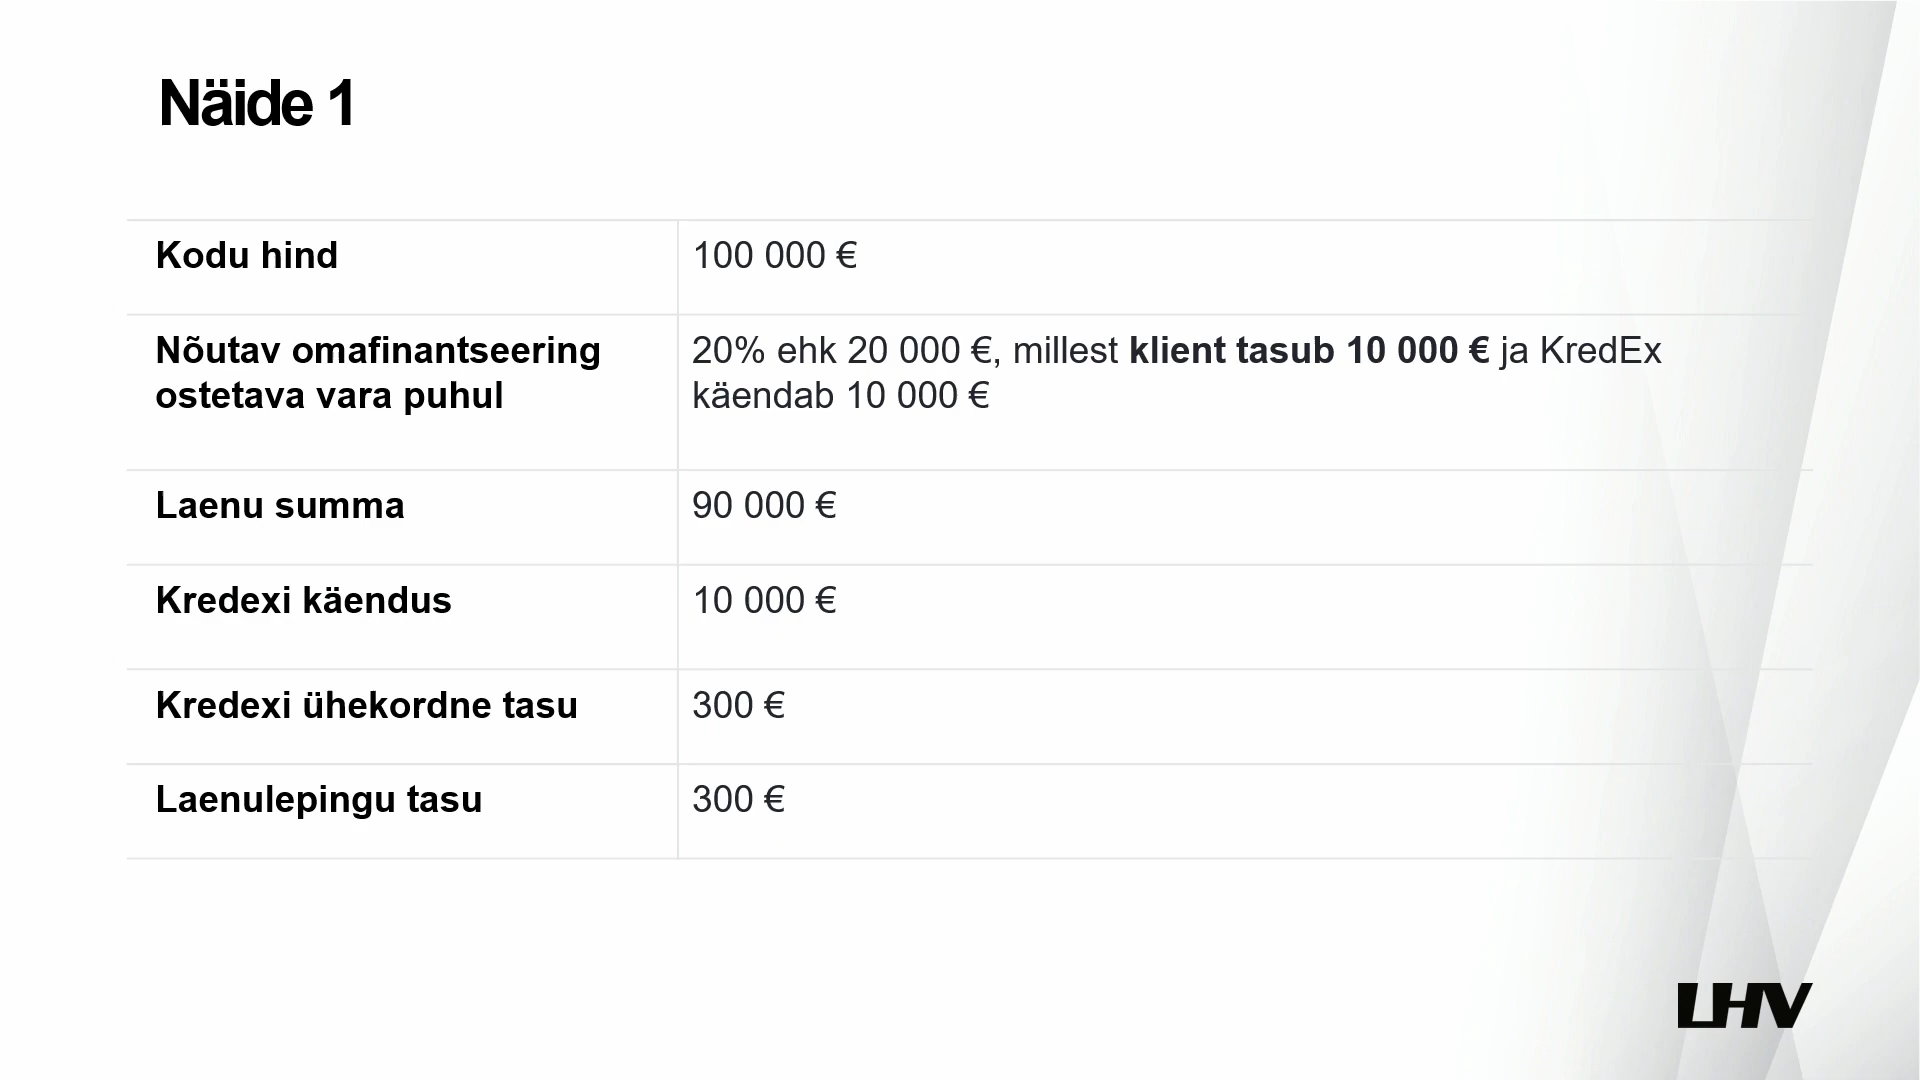 Näide 1
Kodu hind
100 000 €
Nõutav omafinantseering
ostetava vara puhul
20% ehk 20 000 €, millest klient tasub 10 000 € ja KredEx
käendab 10 000 €
Laenu summa
90 000 €
Kredexi käendus
10 000 €
Kredexi ühekordne tasu
300 €
Laenulepingu tasu
300 €
LHV